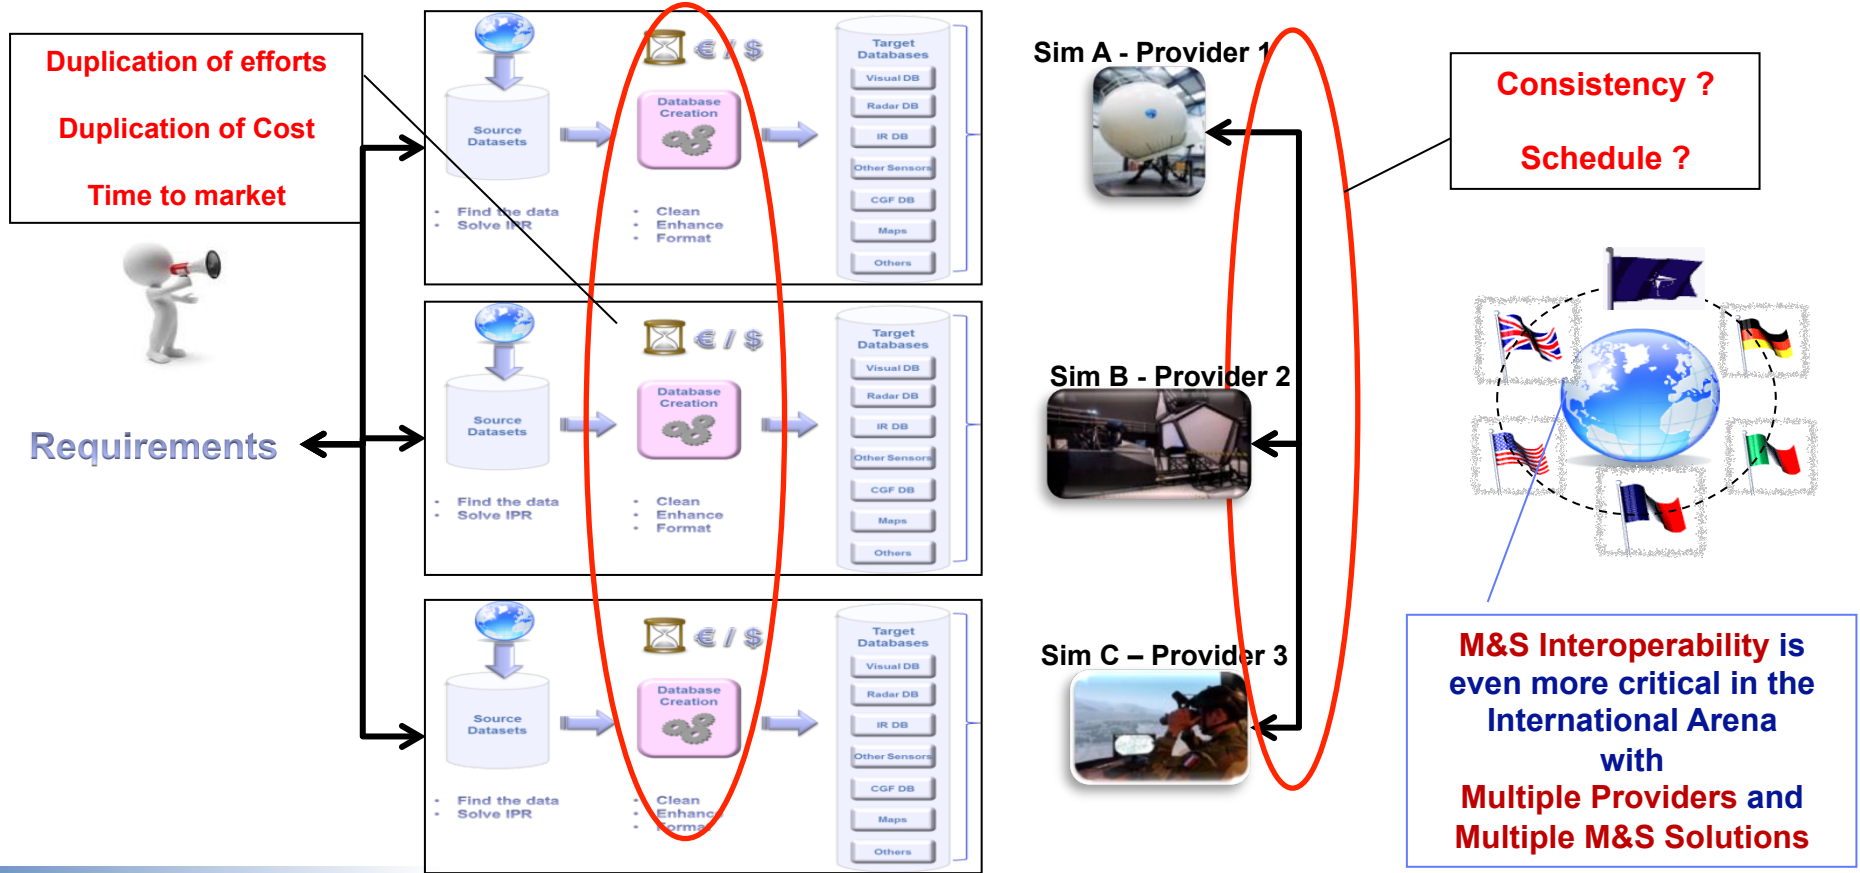 Duplication of efforts
Duplication of Cost
Time to market
Requirements
Source
Datasets
• Find the data
• Solve IPR
€ / $
Database
Creation
• Clean
• Enhance
• Format
Target
Databases
Visual DB
Radar DB
IR DB
Other Sensors
CGF DB
Maps
Others
Source
Datasets
• Find the data
• Solve IPR
€ / $
Database
Creation
• Clean
• Enhance
• Format
Target
Databases
Visual DB
Radar DB
IR DB
Other Sensors
CGF DB
Maps
Others
Source
Datasets
• Find the data
• Solve IPR
€ / $
Database
Creation
• Clean
• Enhance
• Format
Target
Databases
Visual DB
Radar DB
IR DB
Other Sensors
CGF DB
Maps
Others
Sim A - Provider 1
Sim B - Provider 2
Sim C – Provider 3
Consistency ?
Schedule ?
M&S Interoperability is
even more critical in the
International Arena
with
Multiple Providers and
Multiple M&S Solutions